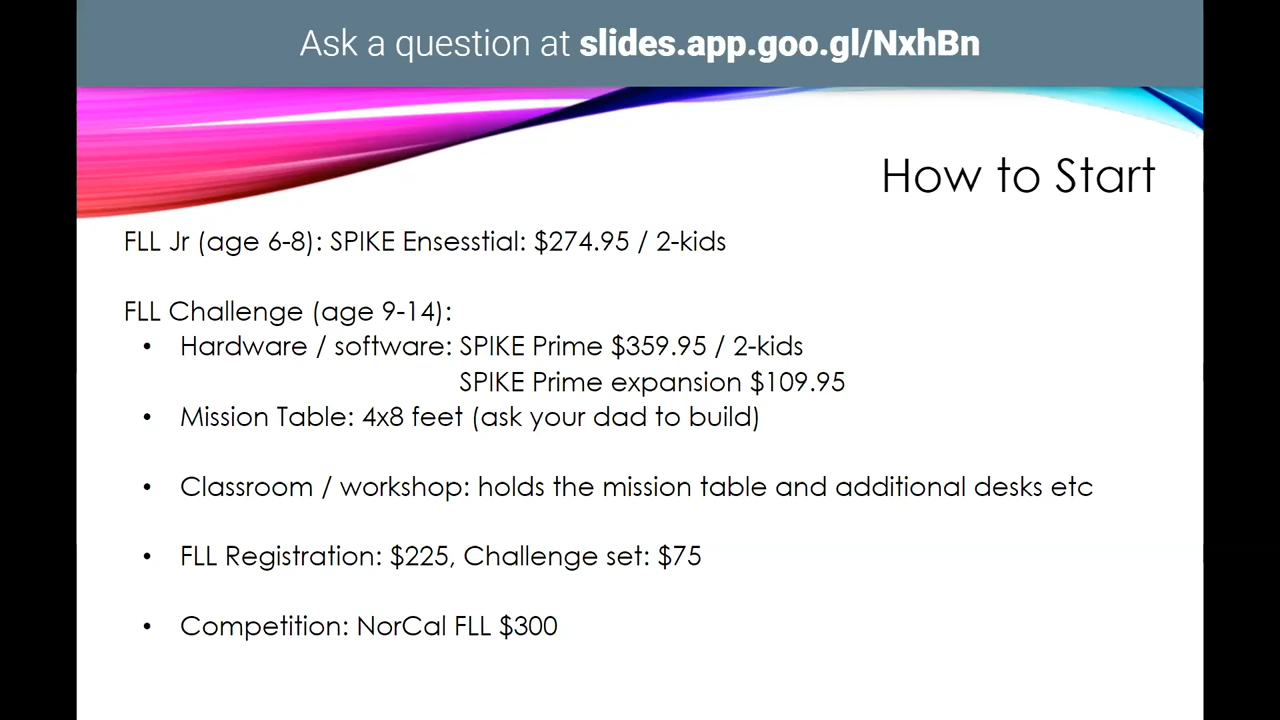 Ask a question at slides.app.goo.gl/NxhBn
How to Start
FLL Jr (age 6-8): SPIKE Ensesstial: $274.95 / 2-kids
FLL Challenge (age 9-14):
• Hardware / software: SPIKE Prime $359.95 / 2-kids
SPIKE Prime expansion $109.95
• Mission Table: 4x8 feet (ask your dad to build)
• Classroom / workshop: holds the mission table and additional desks etc
• FLL Registration: $225, Challenge set: $75
• Competition: NorCal FLL $300